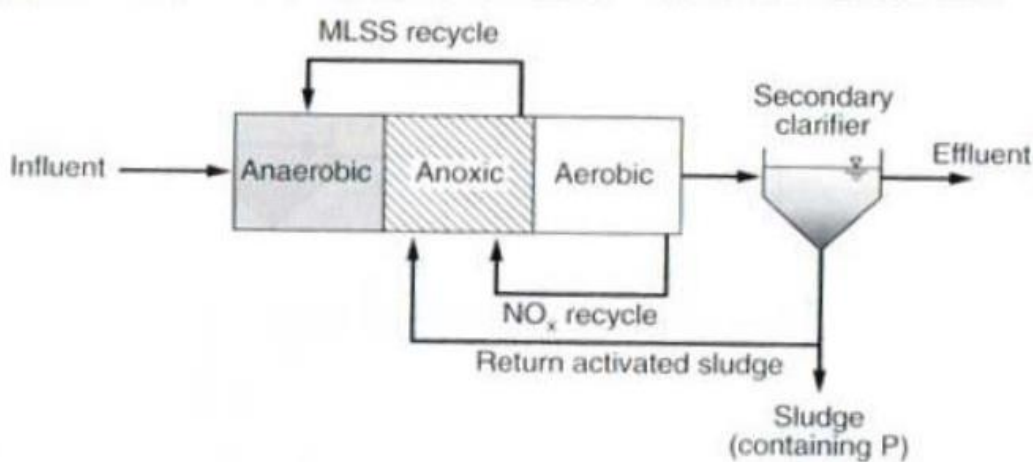 MLSS recycle
Secondary
clarifier
Influent
Anaerobic
Anoxic
Aerobic
Effluent
NOx recycle
Return activated sludge
Sludge
(containing P)